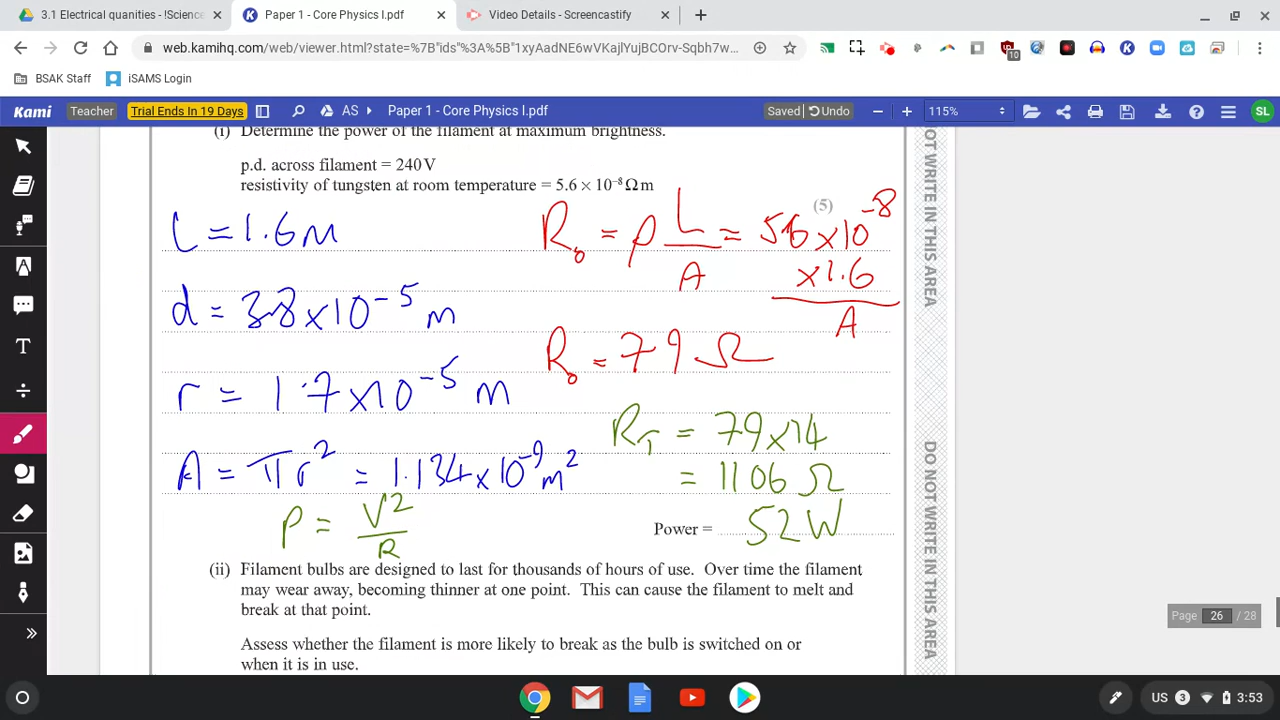 3.1 Electrical quanities - !Science
Paper 1 - Core Physics I.pdf
Video Details - Screencastify
web.kamihq.com/web/viewer.html?state=%7B"ids"%3A%5B"1xyAadNE6wVKajlYujBCOrv-Sqbh7w...
10
BSAK Staff
iSAMS Login
Kami
Teacher
Trial Ends In 19 Days
AS
Paper 1 - Core Physics I.pdf
Saved
Undo
115%
SL
(i) Determine the power of the filament at maximum brightness.
p.d. across filament = 240 V
resistivity of tungsten at room temperature = 5.6 × 10⁻⁸ Ω m
(5)
L = 1.6 m
R₀ = ρ L/A = 5.6 × 10⁻⁸ × 1.6 / A
d = 3.8 × 10⁻⁵ m
R₀ = 79 Ω
r = 1.7 × 10⁻⁵ m
R_T = 79 × 14
A = πr² = 1.134 × 10⁻⁹ m²
= 1106 Ω
P = V²/R
Power = 52 W
(ii) Filament bulbs are designed to last for thousands of hours of use. Over time the filament
may wear away, becoming thinner at one point. This can cause the filament to melt and
break at that point.
Assess whether the filament is more likely to break as the bulb is switched on or
when it is in use.
NOT WRITE IN THIS AREA
DO NOT WRITE IN THIS AREA
Page 26 / 28
US 3 3:53